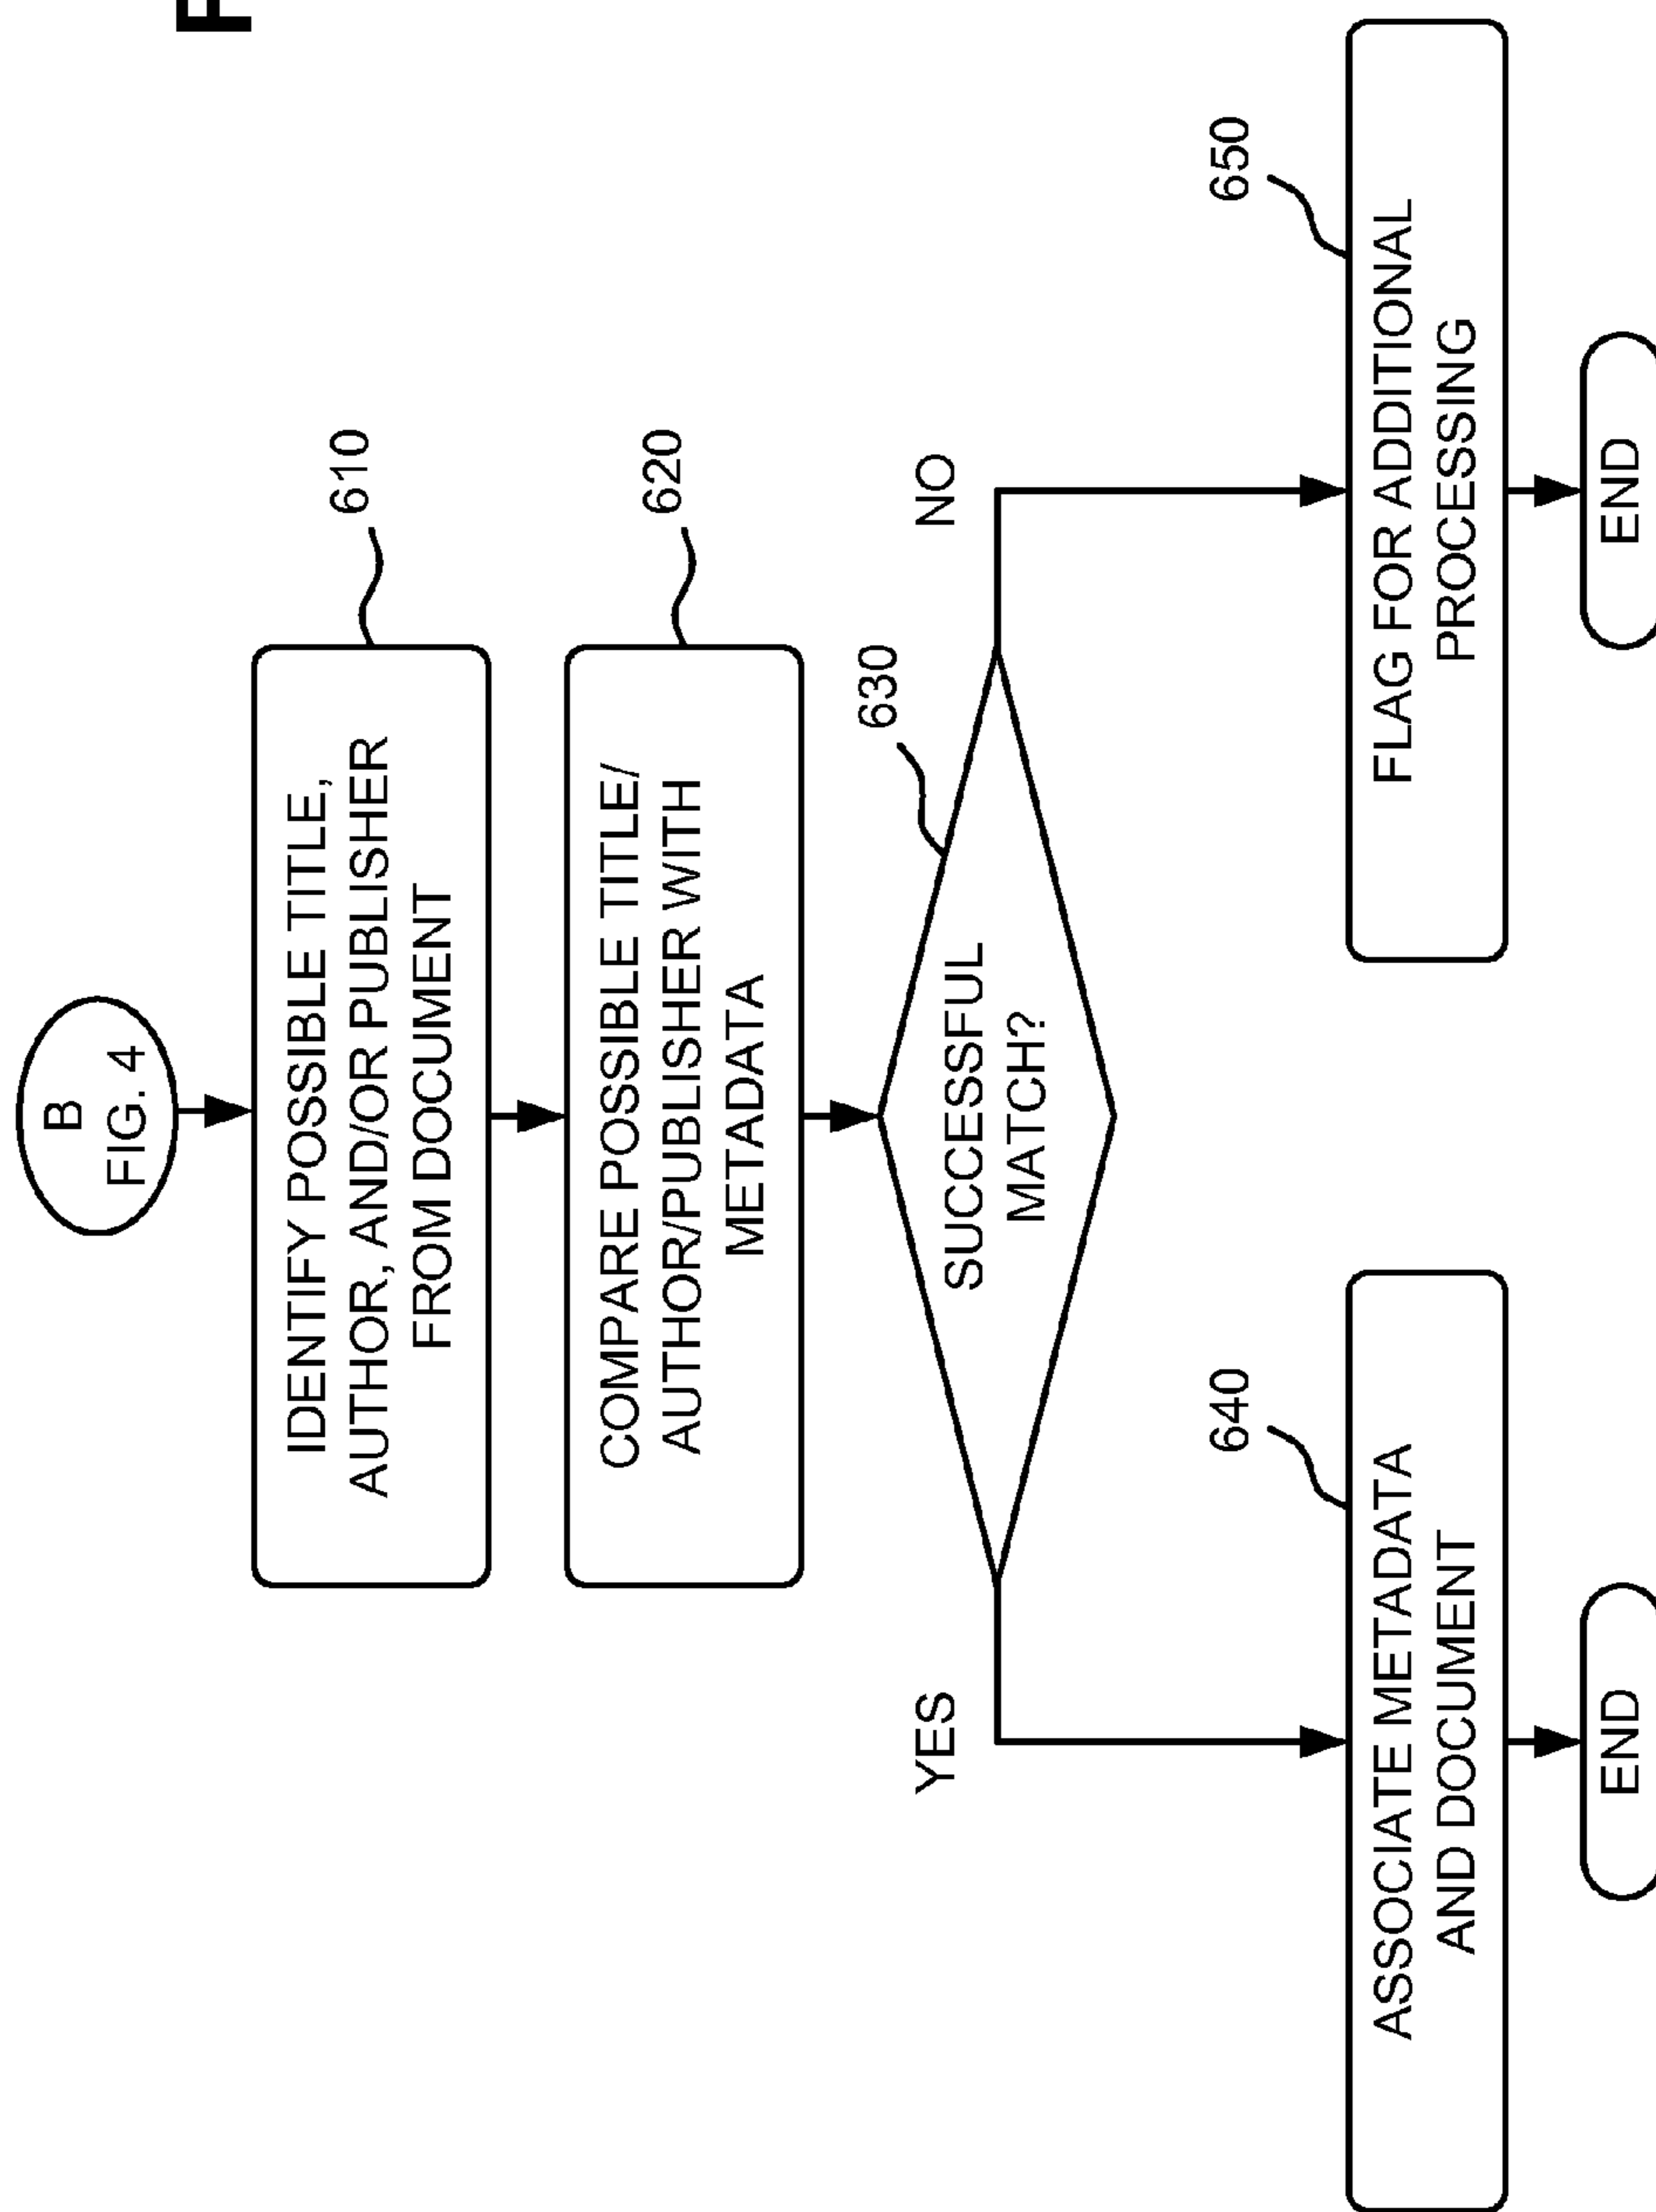 B
FIG. 4
IDENTIFY POSSIBLE TITLE,
AUTHOR, AND/OR PUBLISHER
FROM DOCUMENT
610
COMPARE POSSIBLE TITLE/
AUTHOR/PUBLISHER WITH
METADATA
620
SUCCESSFUL
MATCH?
630
YES
NO
ASSOCIATE METADATA
AND DOCUMENT
640
FLAG FOR ADDITIONAL
PROCESSING
650
END
END
F